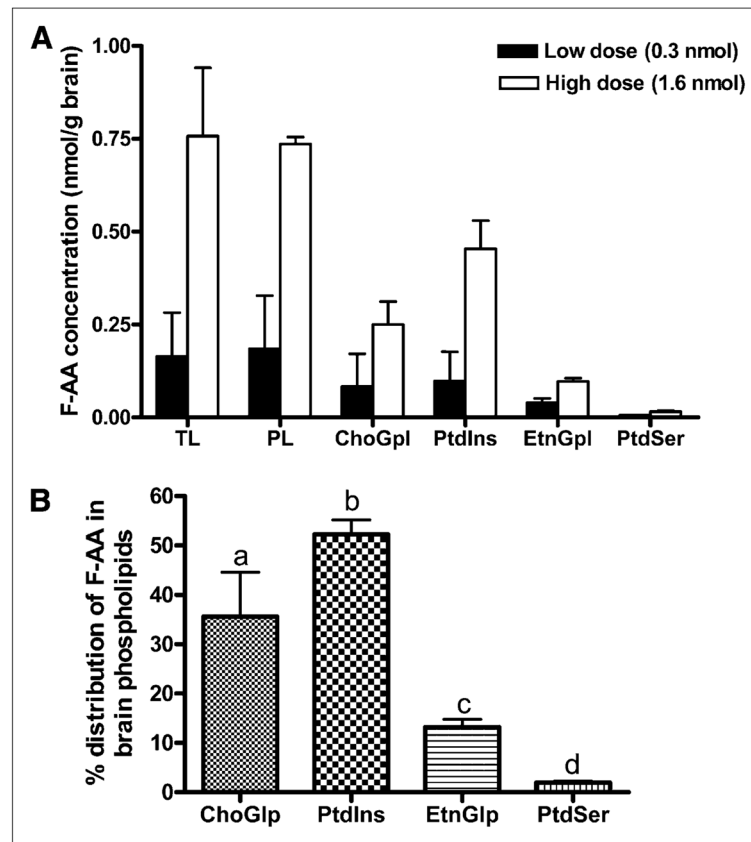 A
F-AA concentration (nmol/g brain)
1.00
0.75
0.50
0.25
0.00
Low dose (0.3 nmol)
High dose (1.6 nmol)
TL PL ChoGpl PtdIns EtnGpl PtdSer
B
% distribution of F-AA in
brain phospholipids
60
50
40
30
20
10
0
a b c d
ChoGlp PtdIns EtnGlp PtdSer